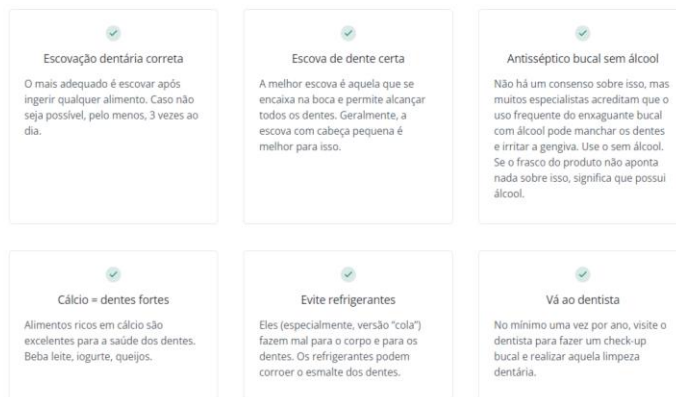 Escovação dentária correta
O mais adequado é escovar após
ingerir qualquer alimento. Caso não
seja possível, pelo menos, 3 vezes ao
dia.
Escova de dente certa
A melhor escova é aquela que se
encaixa na boca e permite alcançar
todos os dentes. Geralmente, a
escova com cabeça pequena é
melhor para isso.
Antisséptico bucal sem álcool
Não há um consenso sobre isso, mas
muitos especialistas acreditam que o
uso frequente do enxaguante bucal
com álcool pode manchar os dentes
e irritar a gengiva. Use o sem álcool.
Se o frasco do produto não aponta
nada sobre isso, significa que possui
álcool.
Cálcio = dentes fortes
Alimentos ricos em cálcio são
excelentes para a saúde dos dentes.
Beba leite, iogurte, queijos.
Evite refrigerantes
Eles (especialmente, versão “cola”)
fazem mal para o corpo e para os
dentes. Os refrigerantes podem
corroer o esmalte dos dentes.
Vá ao dentista
No mínimo uma vez por ano, visite o
dentista para fazer um check-up
bucal e realizar aquela limpeza
dentária.